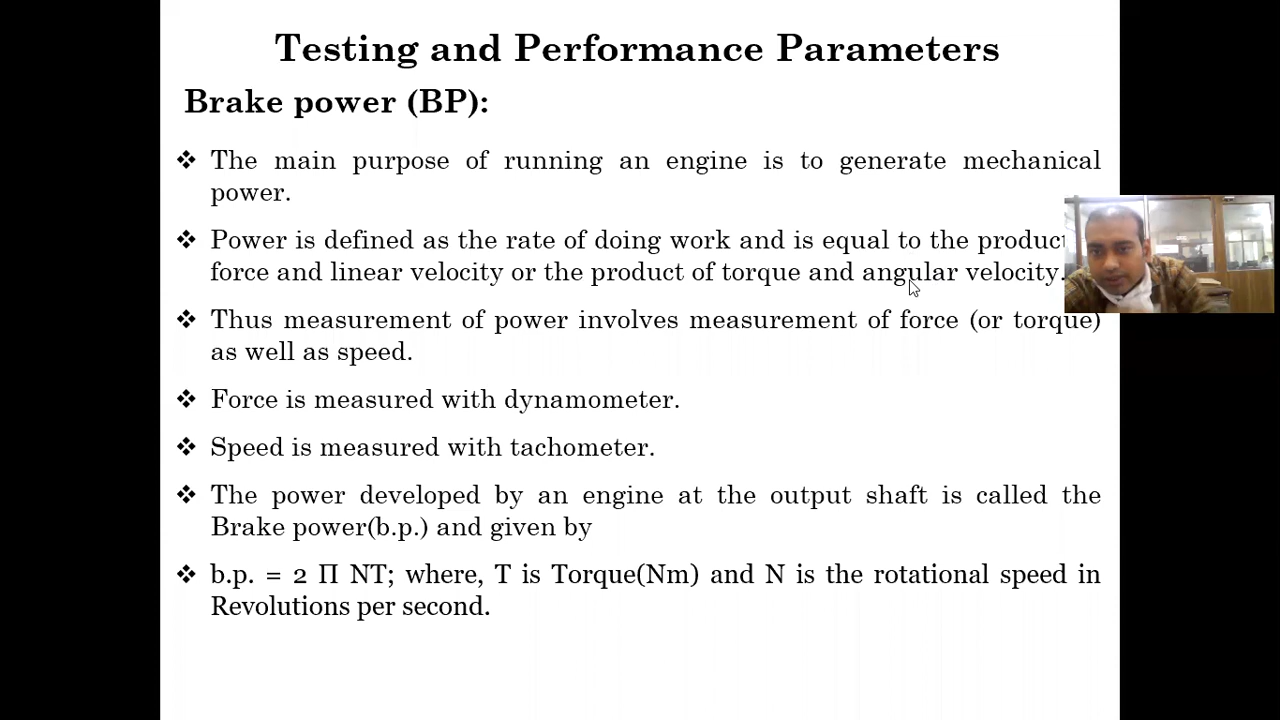 Testing and Performance Parameters
Brake power (BP):
❖ The main purpose of running an engine is to generate mechanical
power.
❖ Power is defined as the rate of doing work and is equal to the product
force and linear velocity or the product of torque and angular velocity.
❖ Thus measurement of power involves measurement of force (or torque)
as well as speed.
❖ Force is measured with dynamometer.
❖ Speed is measured with tachometer.
❖ The power developed by an engine at the output shaft is called the
Brake power(b.p.) and given by
❖ b.p. = 2 Π NT; where, T is Torque(Nm) and N is the rotational speed in
Revolutions per second.